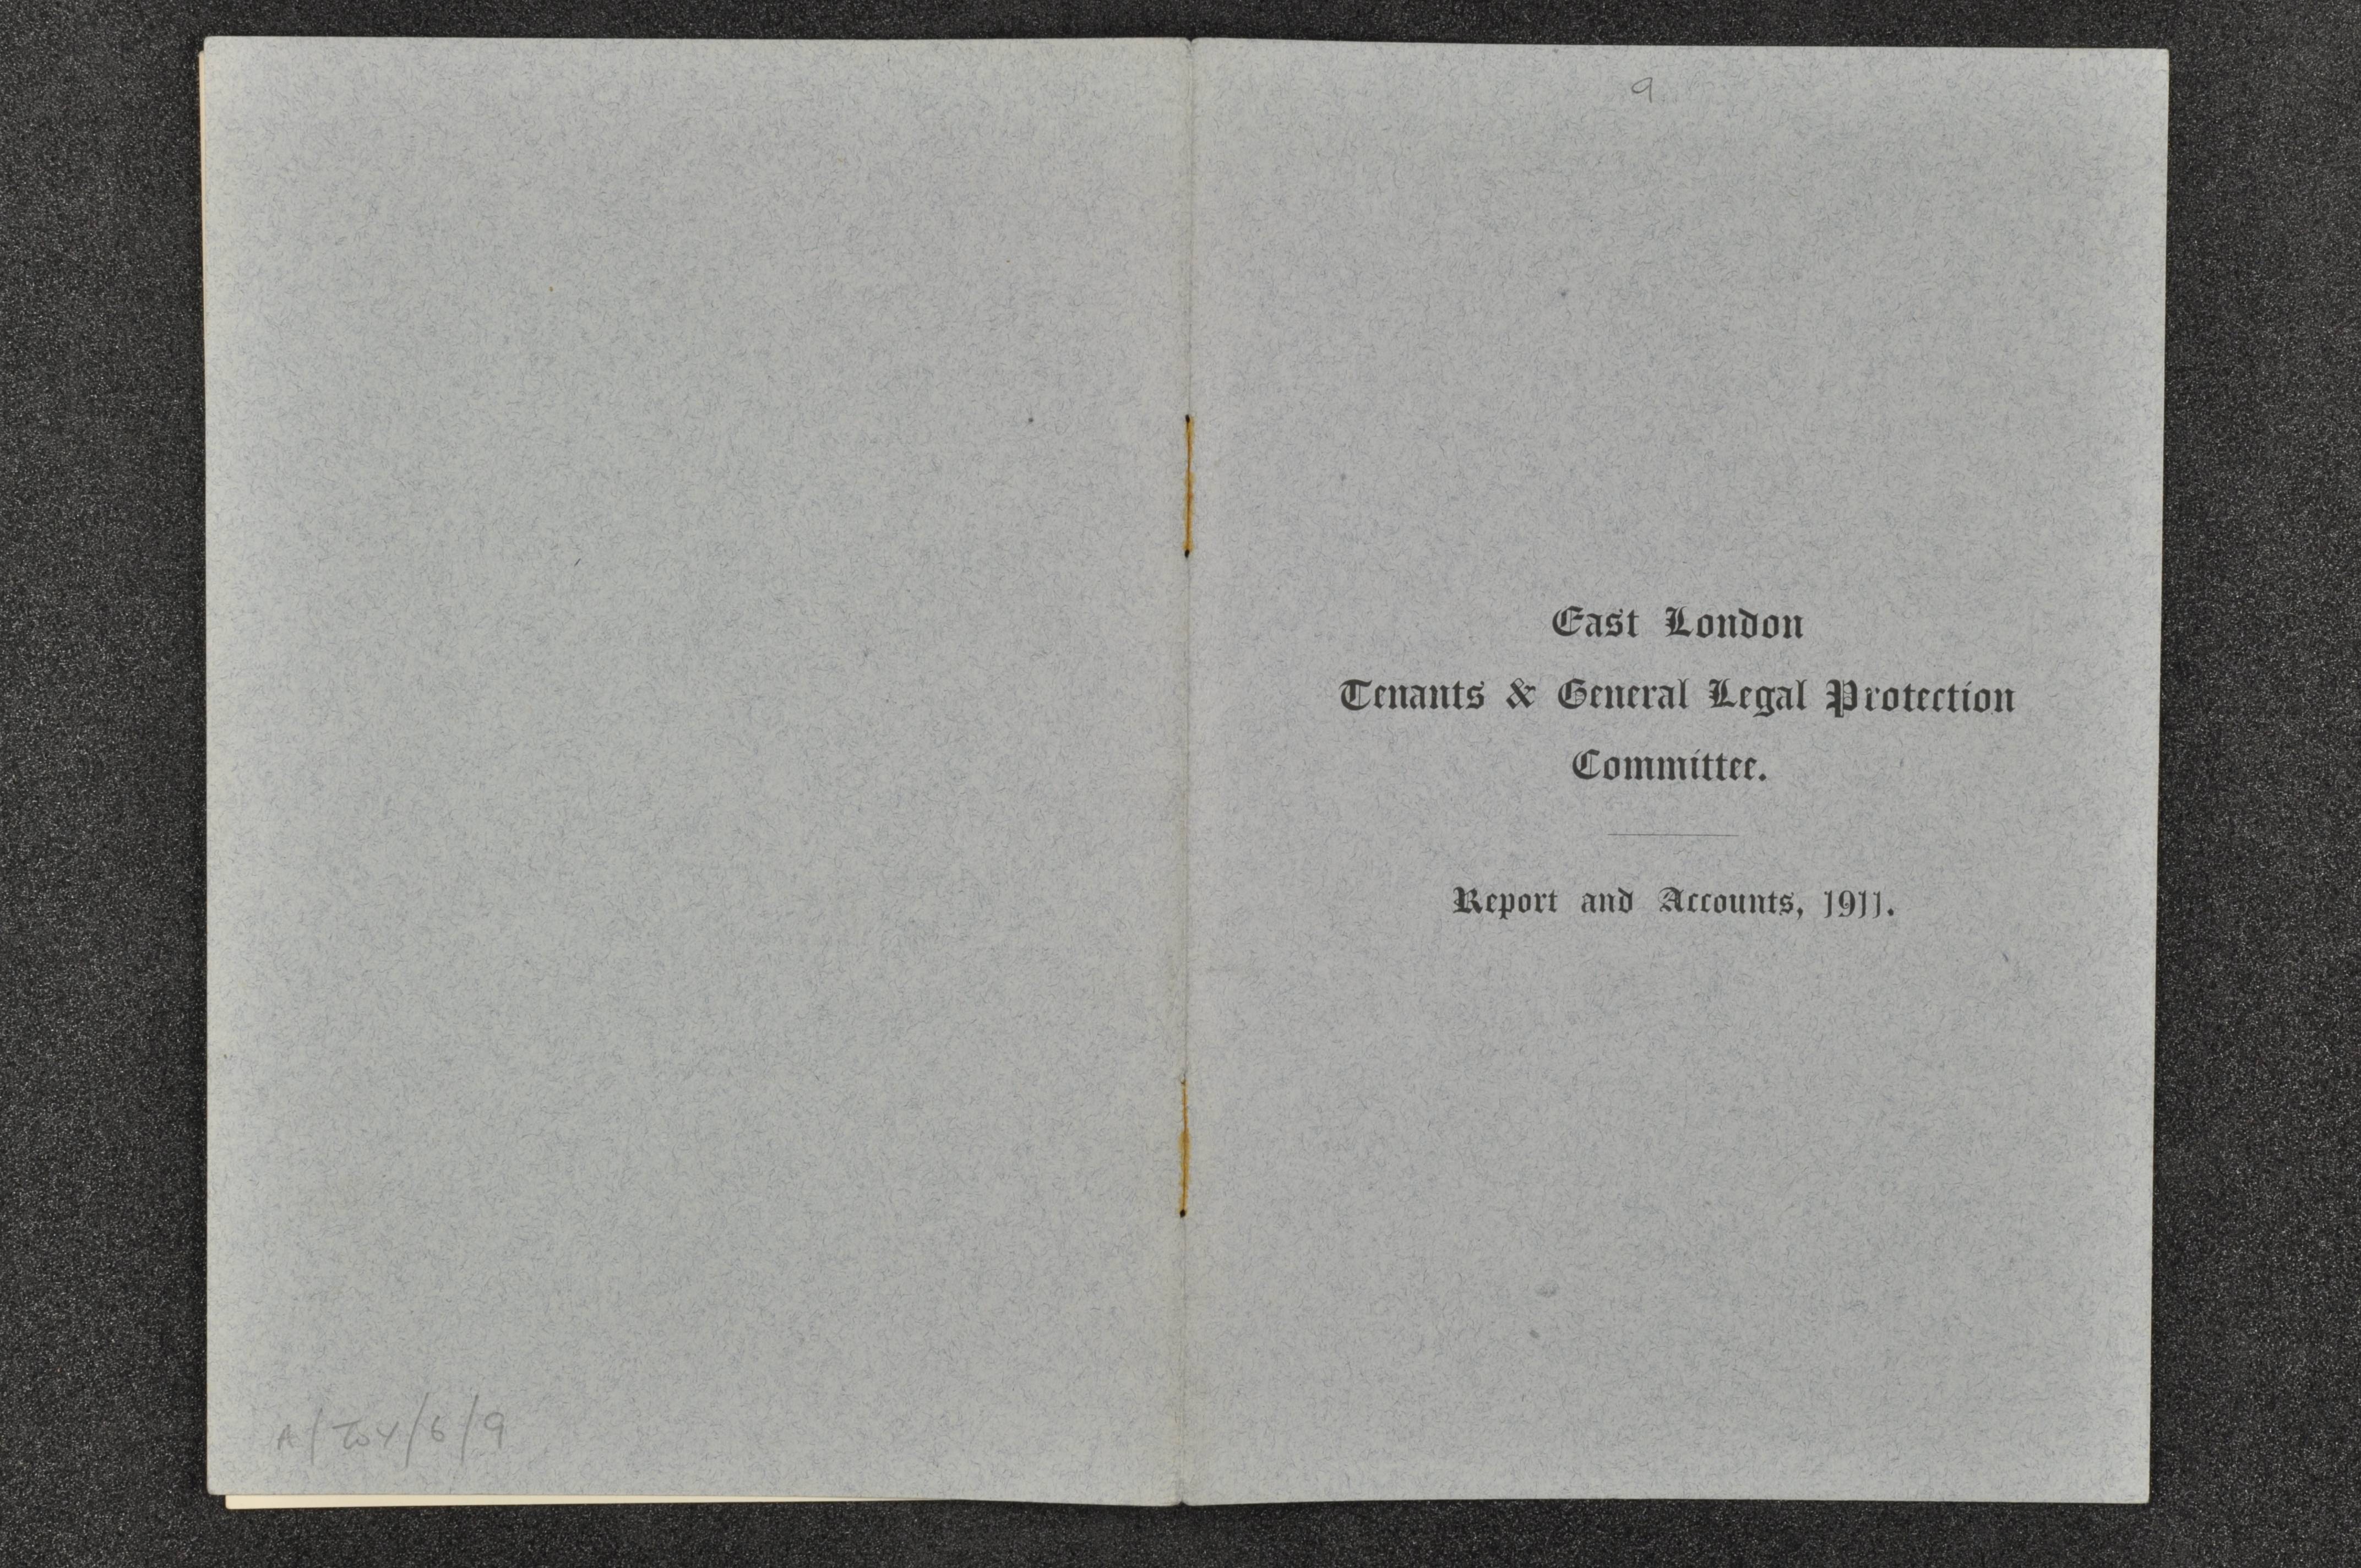 9
East London
Tenants & General Legal Protection
Committee.
Report and Accounts, 1911.
A/TOY/6/9